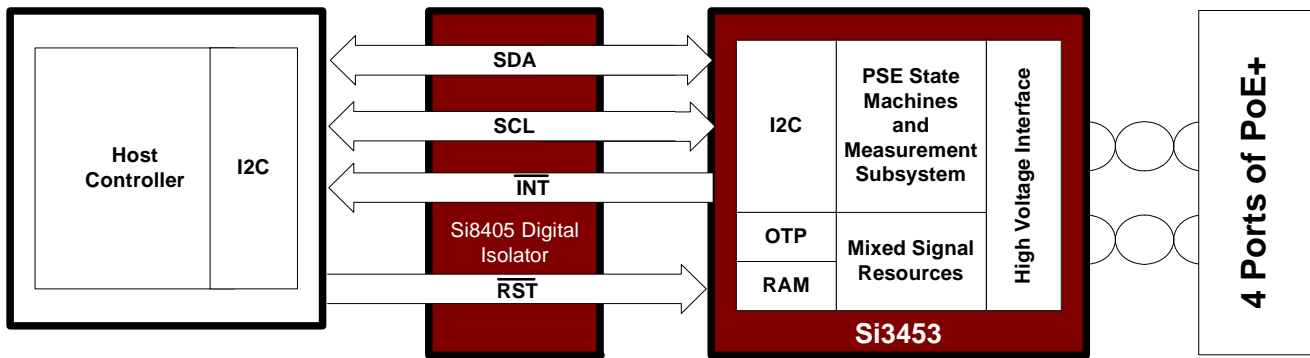 Host
Controller
I2C
SDA
SCL
INT
Si8405 Digital
Isolator
RST
I2C
PSE State
Machines
and
Measurement
Subsystem
OTP
RAM
Mixed Signal
Resources
High Voltage Interface
Si3453
4 Ports of PoE+